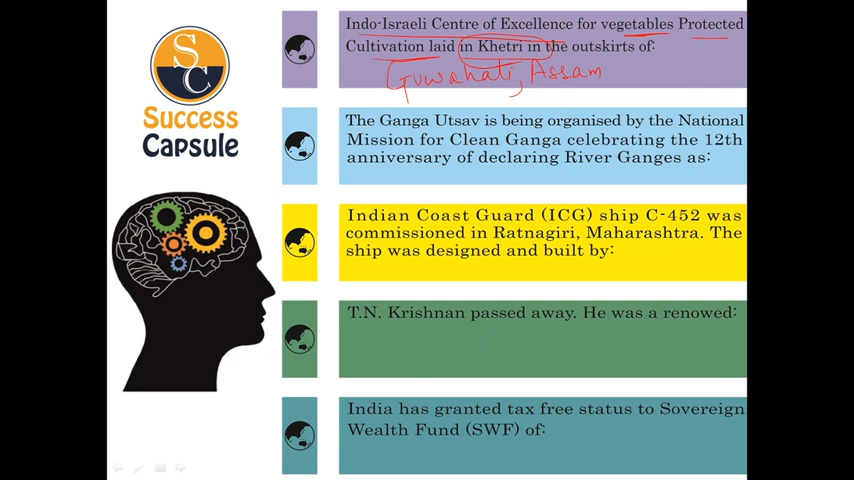 SC
Success
Capsule
Indo-Israeli Centre of Excellence for vegetables Protected
Cultivation laid in Khetri in the outskirts of:
Guwahati, Assam
The Ganga Utsav is being organised by the National
Mission for Clean Ganga celebrating the 12th
anniversary of declaring River Ganges as:
Indian Coast Guard (ICG) ship C-452 was
commissioned in Ratnagiri, Maharashtra. The
ship was designed and built by:
T.N. Krishnan passed away. He was a renowed:
India has granted tax free status to Sovereign
Wealth Fund (SWF) of: